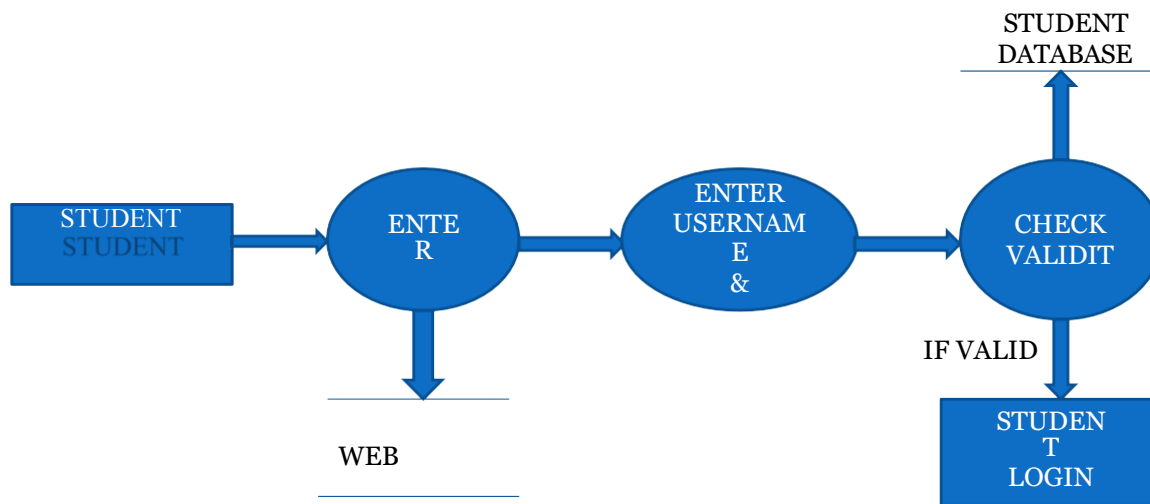 STUDENT
DATABASE
STUDENT
STUDENT
ENTE
R
ENTER
USERNAM
E
&
CHECK
VALIDIT
IF VALID
WEB
STUDEN
T
LOGIN